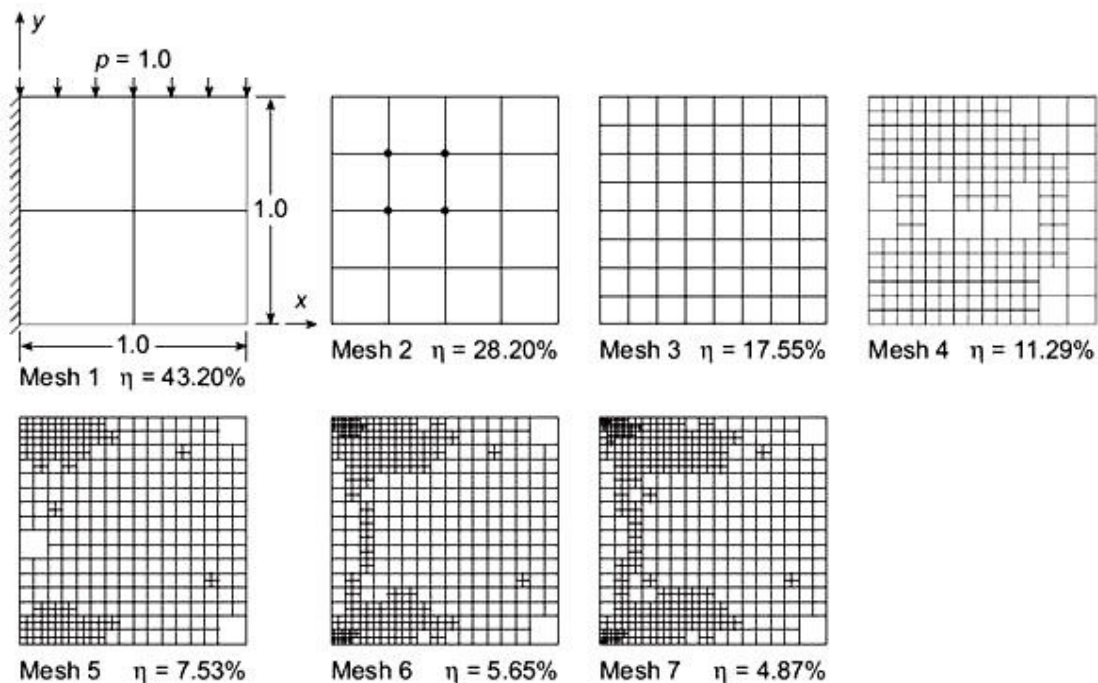 y
p = 1.0
1.0
x
1.0
Mesh 1 η = 43.20%
Mesh 2 η = 28.20%
Mesh 3 η = 17.55%
Mesh 4 η = 11.29%
Mesh 5 η = 7.53%
Mesh 6 η = 5.65%
Mesh 7 η = 4.87%